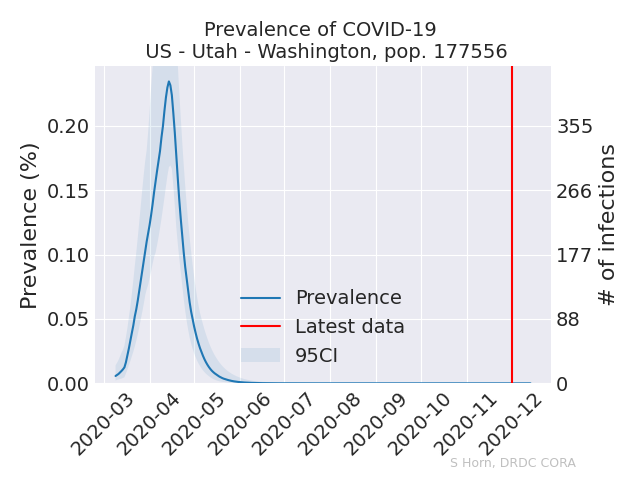 Prevalence of COVID-19
US - Utah - Washington, pop. 177556
Prevalence (%)
0.20
0.15
0.10
0.05
0.00
355
266
177
88
0
# of infections
Prevalence
Latest data
95CI
2020-03
2020-04
2020-05
2020-06
2020-07
2020-08
2020-09
2020-10
2020-11
2020-12
S Horn, DRDC CORA